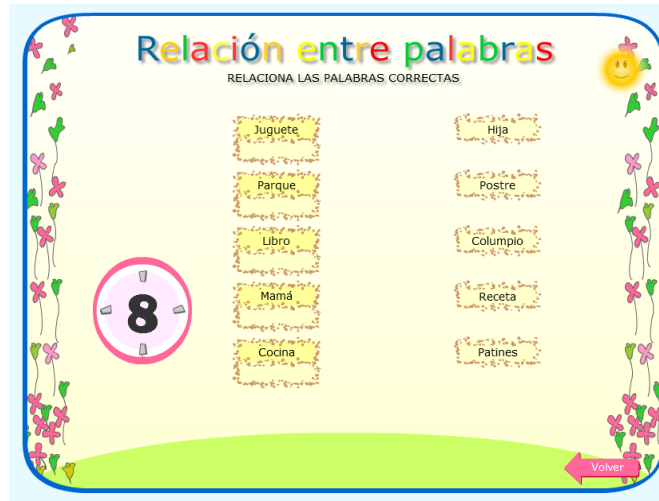 Relación entre palabras
RELACIONA LAS PALABRAS CORRECTAS
Juguete
Hija
Parque
Postre
Libro
Columpio
Mamá
Receta
Cocina
Patines
8
Volver